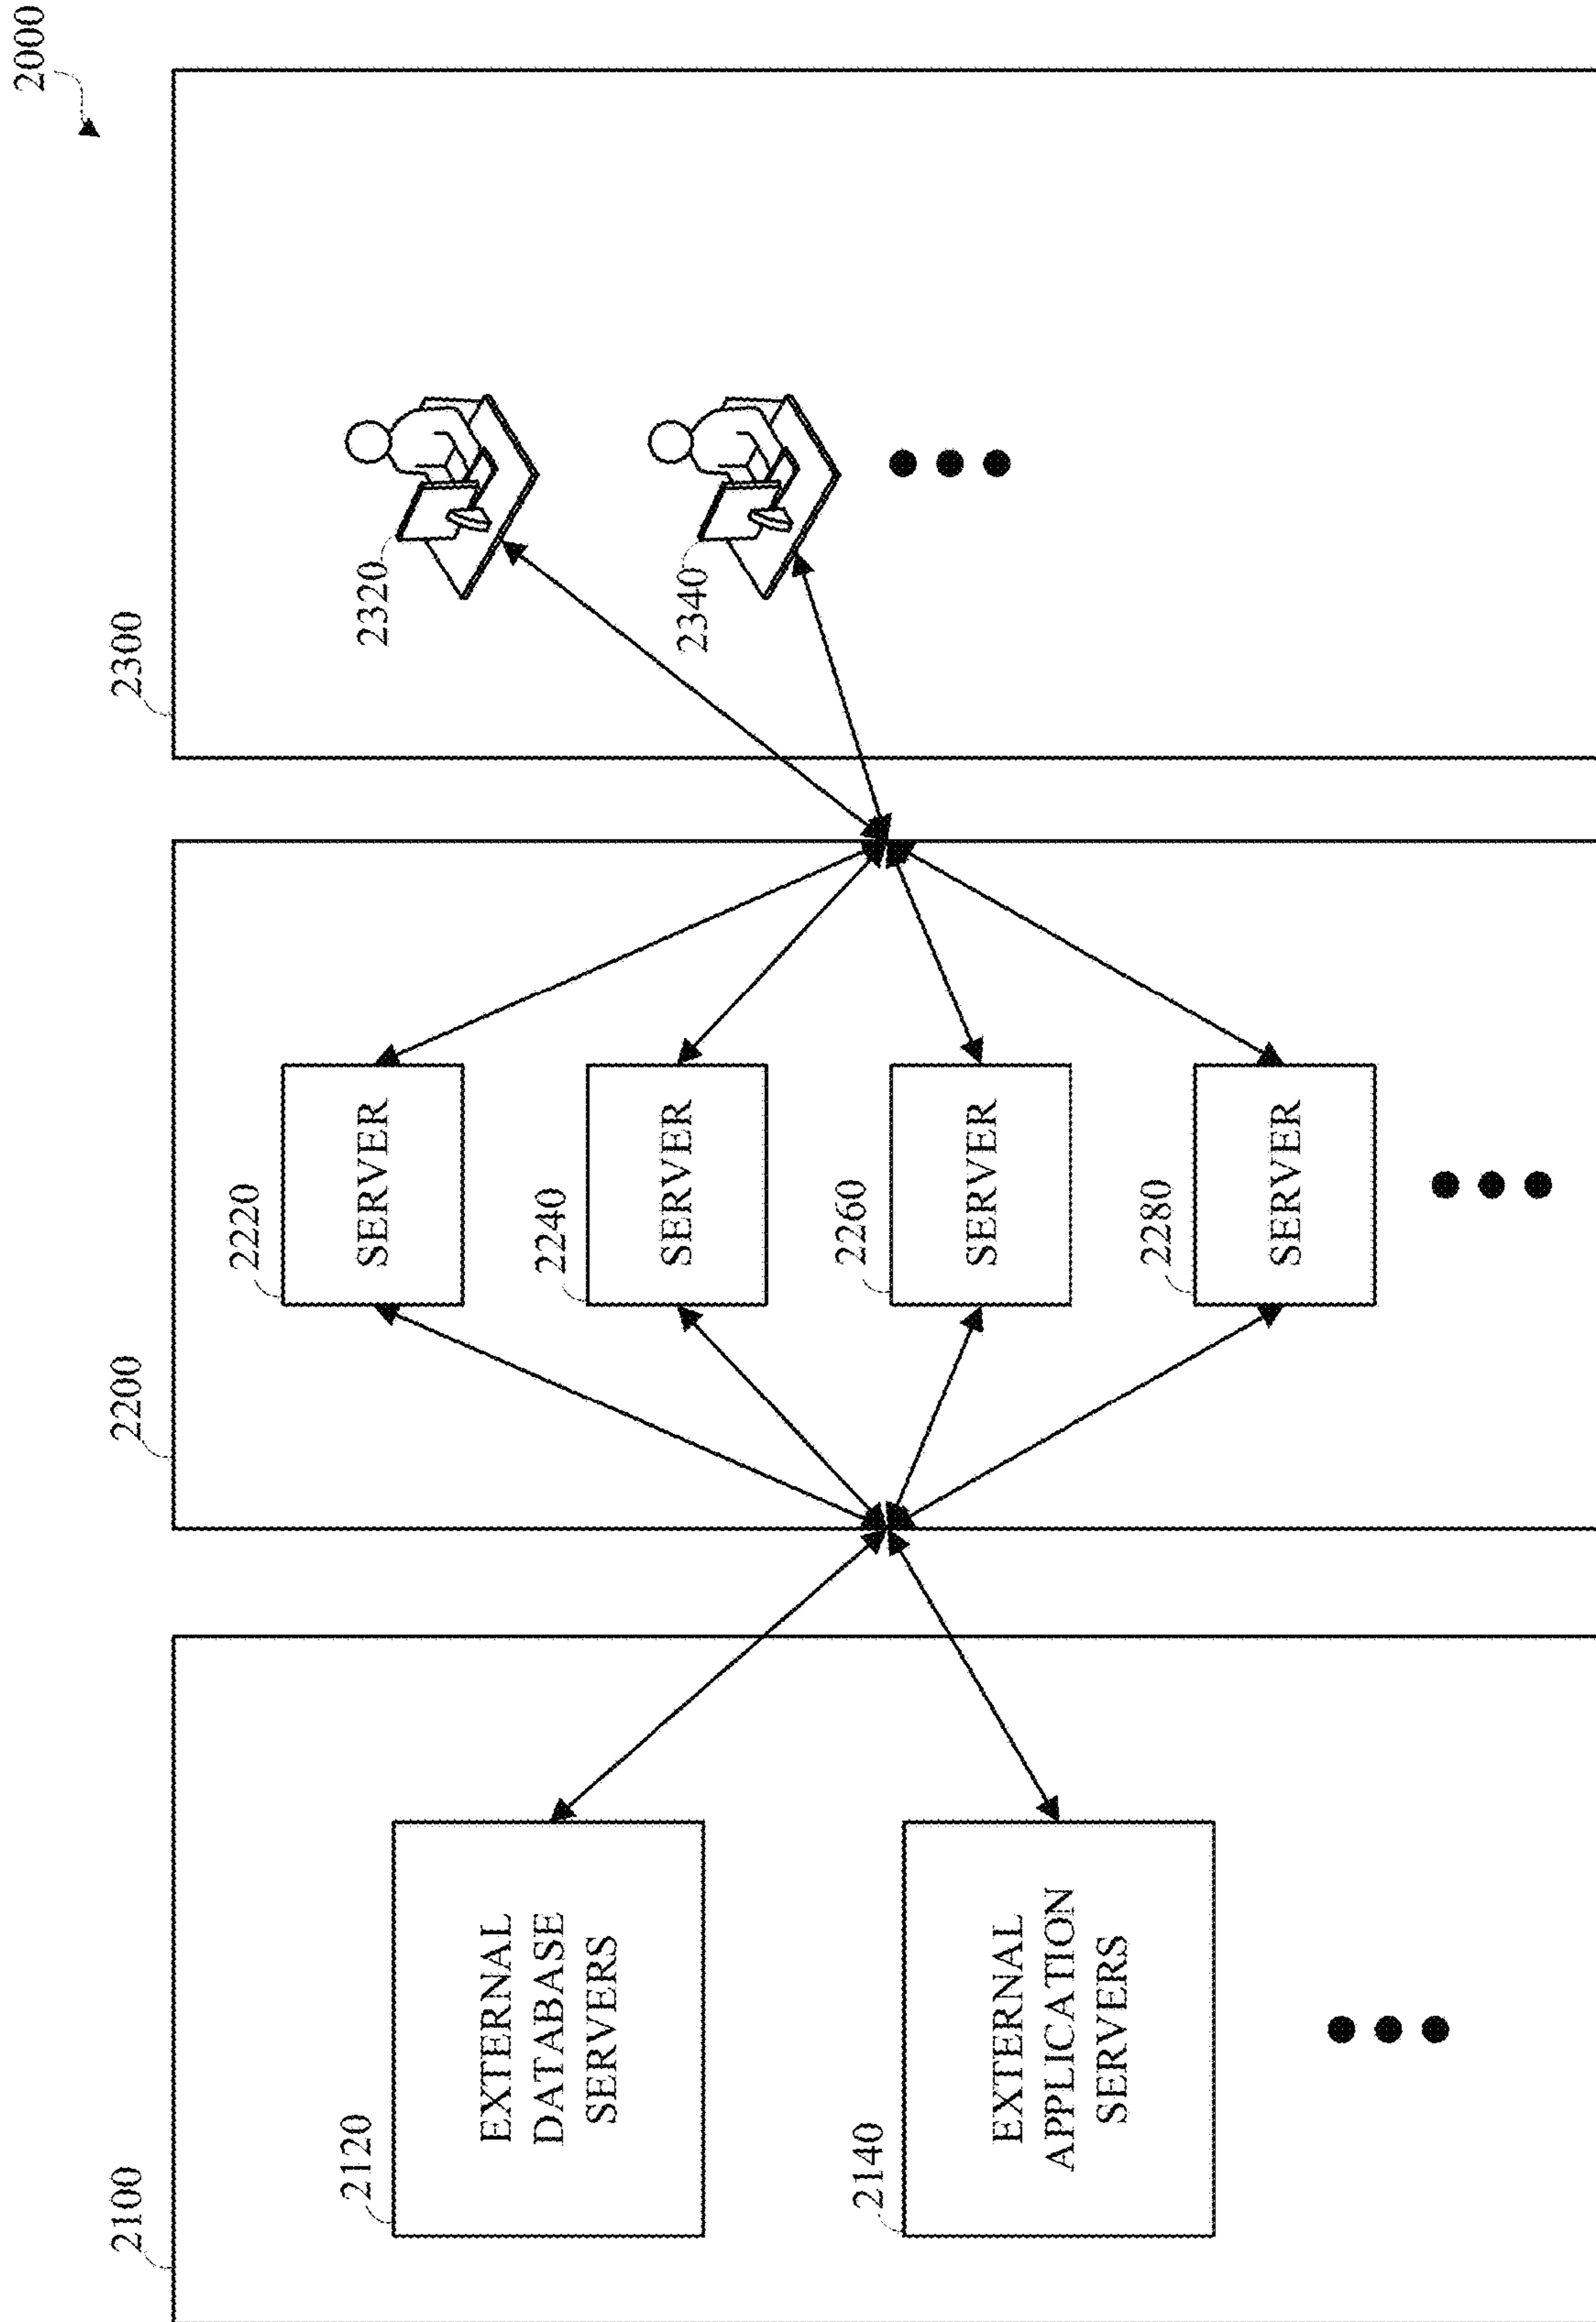 2000
2100
2120
EXTERNAL
DATABASE
SERVERS
2140
EXTERNAL
APPLICATION
SERVERS
2200
2220
SERVER
2240
SERVER
2260
SERVER
2280
SERVER
2300
2320
2340